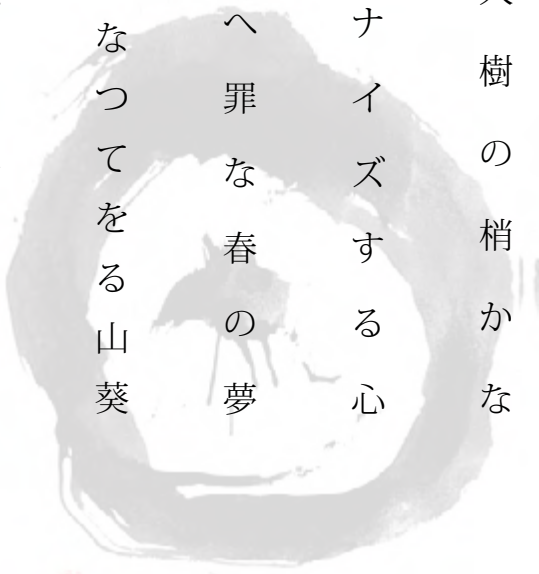 樹の梢かな
ナイズする心
へ罪な春の夢
なつてをる山葵